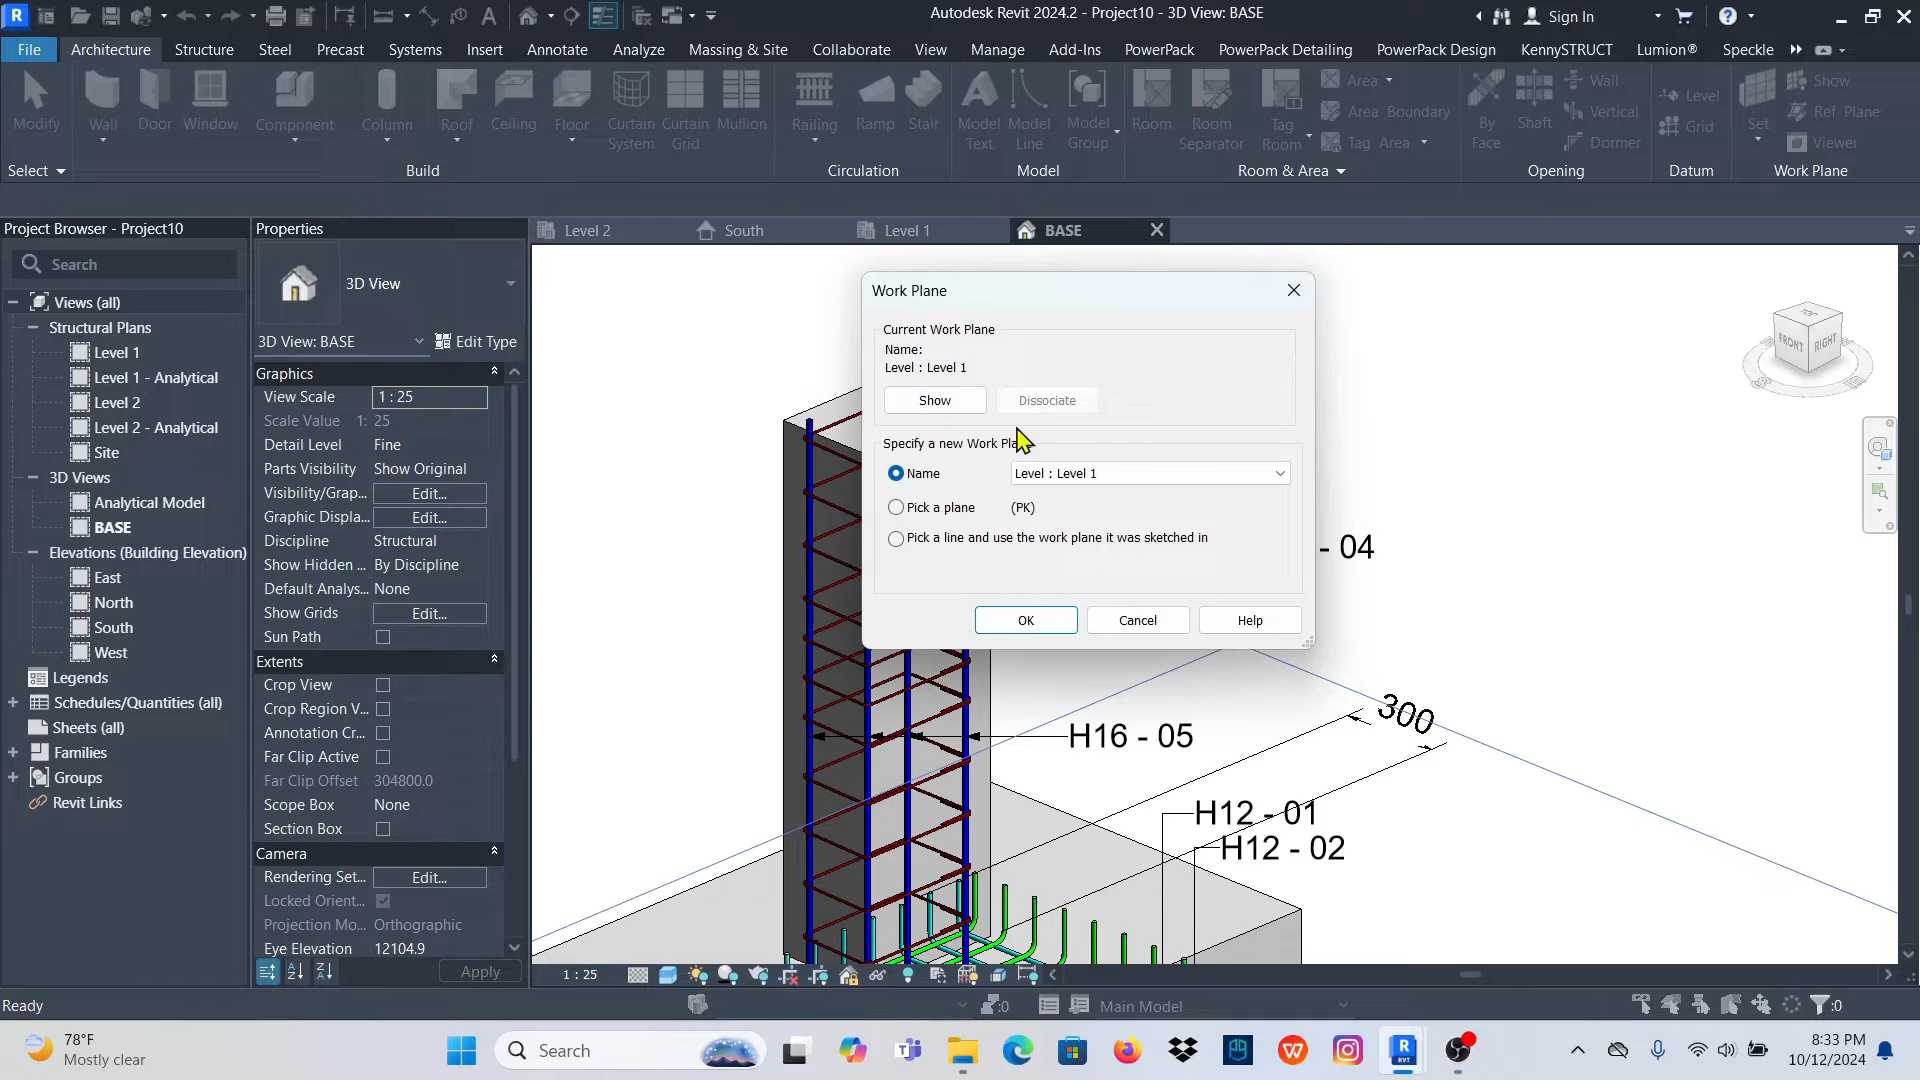 R
Autodesk Revit 2024.2 - Project10 - 3D View: BASE
Sign In
File
Architecture
Structure
Steel
Precast
Systems
Insert
Annotate
Analyze
Massing & Site
Collaborate
View
Manage
Add-Ins
PowerPack
PowerPack Detailing
PowerPack Design
KennySTRUCT
Lumion®
Speckle
Modify
Wall
Door
Window
Component
Column
Roof
Ceiling
Floor
Curtain System
Curtain Grid
Mullion
Railing
Ramp
Stair
Model Text
Model Line
Model Group
Room
Room Separator
Tag Room
Area
Area Boundary
Tag Area
By Face
Shaft
Wall
Vertical
Dormer
Level
Grid
Set
Show
Ref Plane
Viewer
Select
Build
Circulation
Model
Room & Area
Opening
Datum
Work Plane
Project Browser - Project10
Search
Views (all)
Structural Plans
Level 1
Level 1 - Analytical
Level 2
Level 2 - Analytical
Site
3D Views
Analytical Model
BASE
Elevations (Building Elevation)
East
North
South
West
Legends
Schedules/Quantities (all)
Sheets (all)
Families
Groups
Revit Links
Properties
3D View
3D View: BASE
Edit Type
Graphics
View Scale 1 : 25
Scale Value 1: 25
Detail Level Fine
Parts Visibility Show Original
Visibility/Grap... Edit...
Graphic Displa... Edit...
Discipline Structural
Show Hidden ... By Discipline
Default Analys... None
Show Grids Edit...
Sun Path
Extents
Crop View
Crop Region V...
Annotation Cr...
Far Clip Active
Far Clip Offset 304800.0
Scope Box None
Section Box
Camera
Rendering Set... Edit...
Locked Orient...
Projection Mo... Orthographic
Eye Elevation 12104.9
Apply
Level 2
South
Level 1
BASE
Work Plane
Current Work Plane
Name:
Level : Level 1
Show
Dissociate
Specify a new Work Pla
Name
Level : Level 1
Pick a plane
(PK)
Pick a line and use the work plane it was sketched in
OK
Cancel
Help
TOP
FRONT
RIGHT
- 04
300
H16 - 05
H12 - 01
H12 - 02
1 : 25
Ready
:0
Main Model
:0
78°F
Mostly clear
Search
8:33 PM
10/12/2024